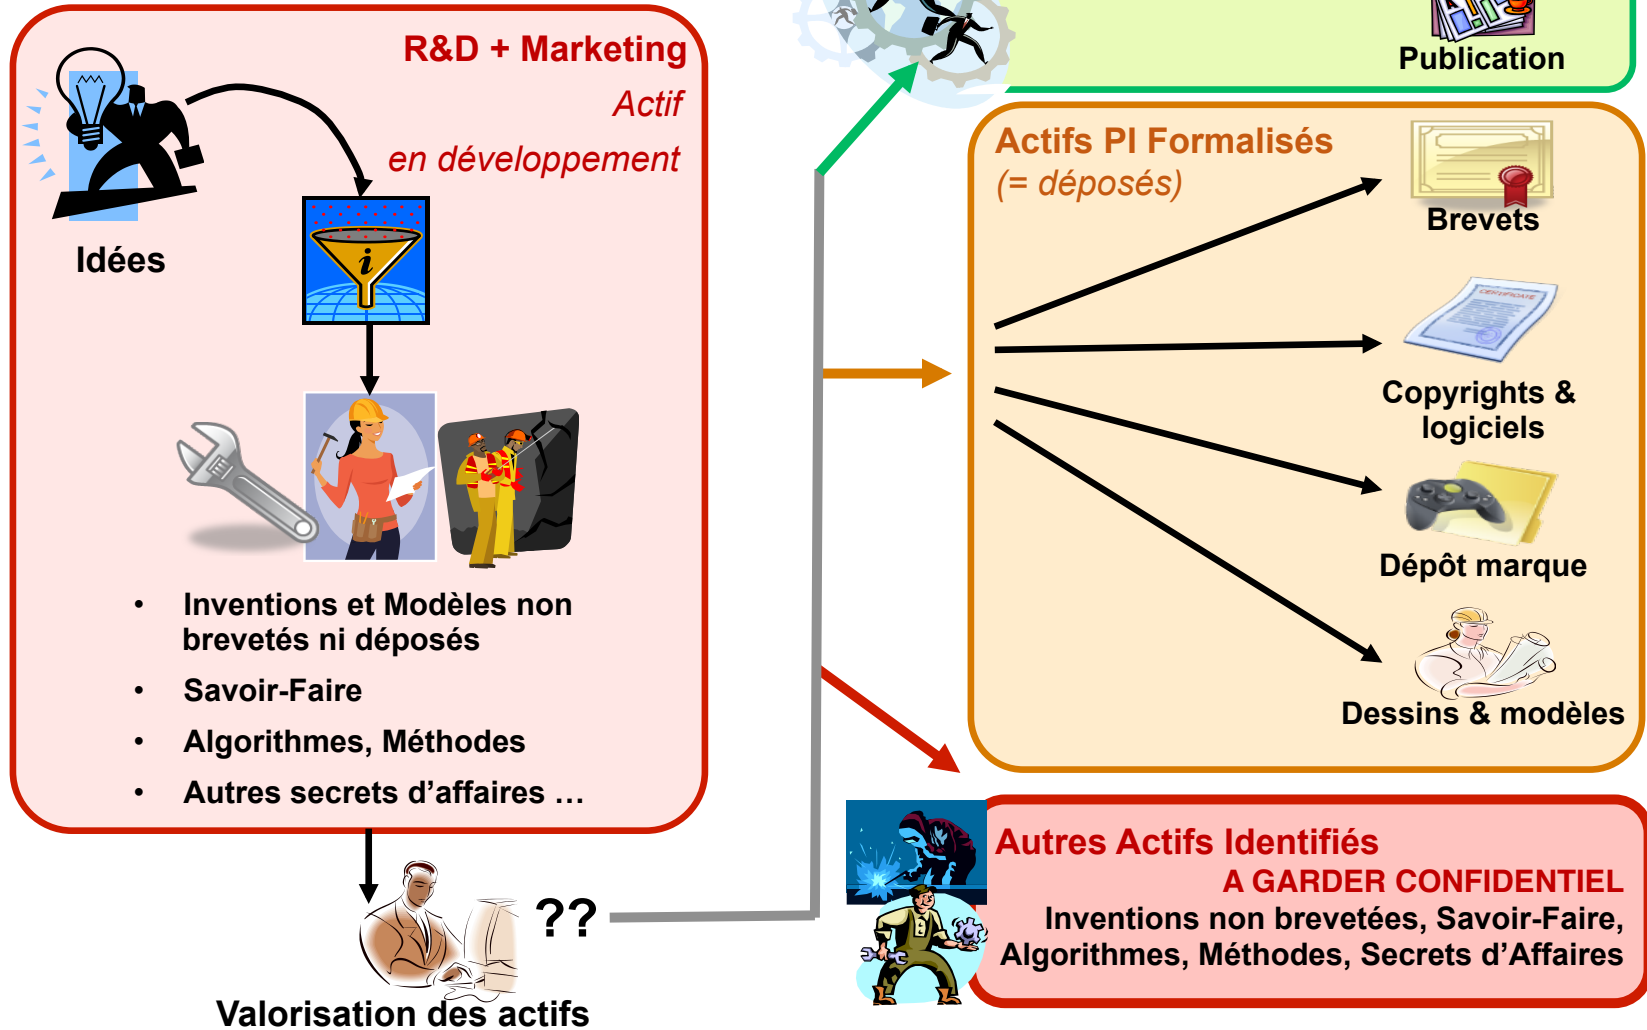 R&D + Marketing
Actif
en développement
Idées
i
• Inventions et Modèles non
brevetés ni déposés
• Savoir-Faire
• Algorithmes, Méthodes
• Autres secrets d’affaires …
??
Valorisation des actifs
Publication
Actifs PI Formalisés
(= déposés)
Brevets
CERTIFICATE
Copyrights &
logiciels
Dépôt marque
Dessins & modèles
Autres Actifs Identifiés
A GARDER CONFIDENTIEL
Inventions non brevetées, Savoir-Faire,
Algorithmes, Méthodes, Secrets d’Affaires